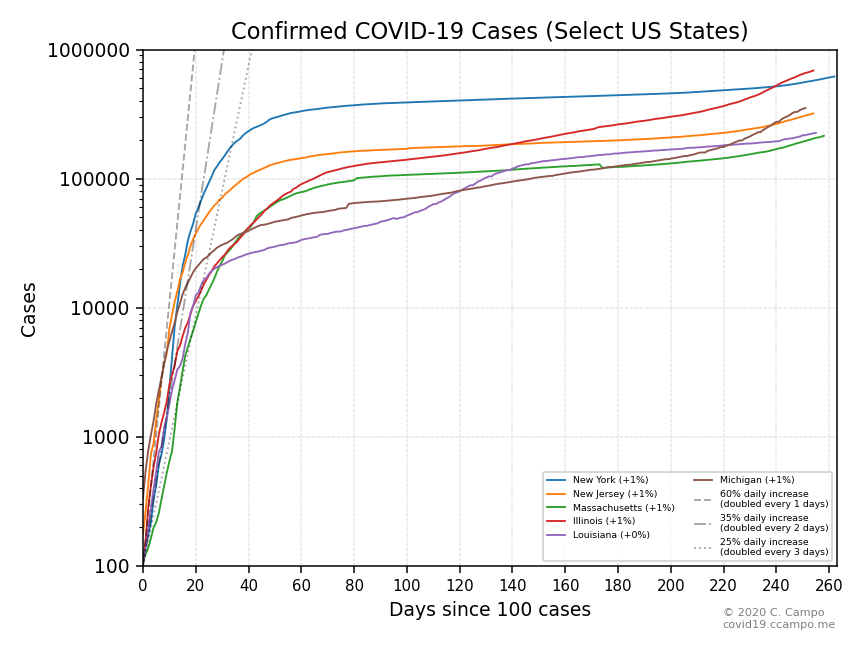 Confirmed COVID-19 Cases (Select US States)
1000000
100000
10000
1000
100
Cases
0 20 40 60 80 100 120 140 160 180 200 220 240 260
Days since 100 cases
New York (+1%)
New Jersey (+1%)
Massachusetts (+1%)
Illinois (+1%)
Louisiana (+0%)
Michigan (+1%)
60% daily increase
(doubled every 1 days)
35% daily increase
(doubled every 2 days)
25% daily increase
(doubled every 3 days)
© 2020 C. Campo
covid19.ccampo.me